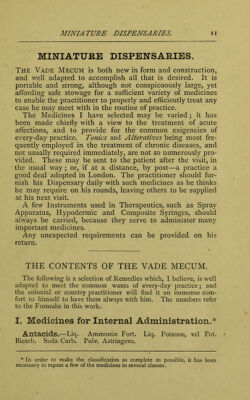 MINIATURE DISPENSARIES. 11
MINIATURE DISPENSARIES.
The Vade Mecum is both new in form and construction,
and well adapted to accomplish all that is desired. It is
portable and strong, although not conspicuously large, yet
affording safe stowage for a sufficient variety of medicines
to enable the practitioner to properly and efficiently treat any
case he may meet with in the routine of practice.
The Medicines I have selected may be varied; it has
been made chiefly with a view to the treatment of acute
affections, and to provide for the common exigencies of
every-day practice. Tonics and Alteratives being most fre-
quently employed in the treatment of chronic diseases, and
not usually required immediately, are not so numerously pro-
vided. These may be sent to the patient after the visit, in
the usual way; or, if at a distance, by post—a practice a
good deal adopted in London. The practitioner should fur-
nish his Dispensary daily with such medicines as he thinks
he may require on his rounds, leaving others to be supplied
at his next visit.
A few Instruments used in Therapeutics, such as Spray
Apparatus, Hypodermic and Composite Syringes, should
always be carried, because they serve to administer many
important medicines.
Any unexpected requirements can be provided on his
return.
THE CONTENTS OF THE VADE MECUM.
The following is a selection of Remedies which, I believe, is well
adapted to meet the common wants of every-day practice; and
the colonial or country practitioner will find it an immense com-
fort to himself to have them always with him. The numbers refer
to the Formulæ in this work.
I. Medicines for Internal Administration.*
Antacids.—Liq. Ammoniæ Fort. Liq. Potassæ, vel Pot.
Bicarb. Soda Carb. Pulv. Astringens.
* In order to make the classification as complete as possible, it has been
necessary to repeat a few of the medicines in several classes.